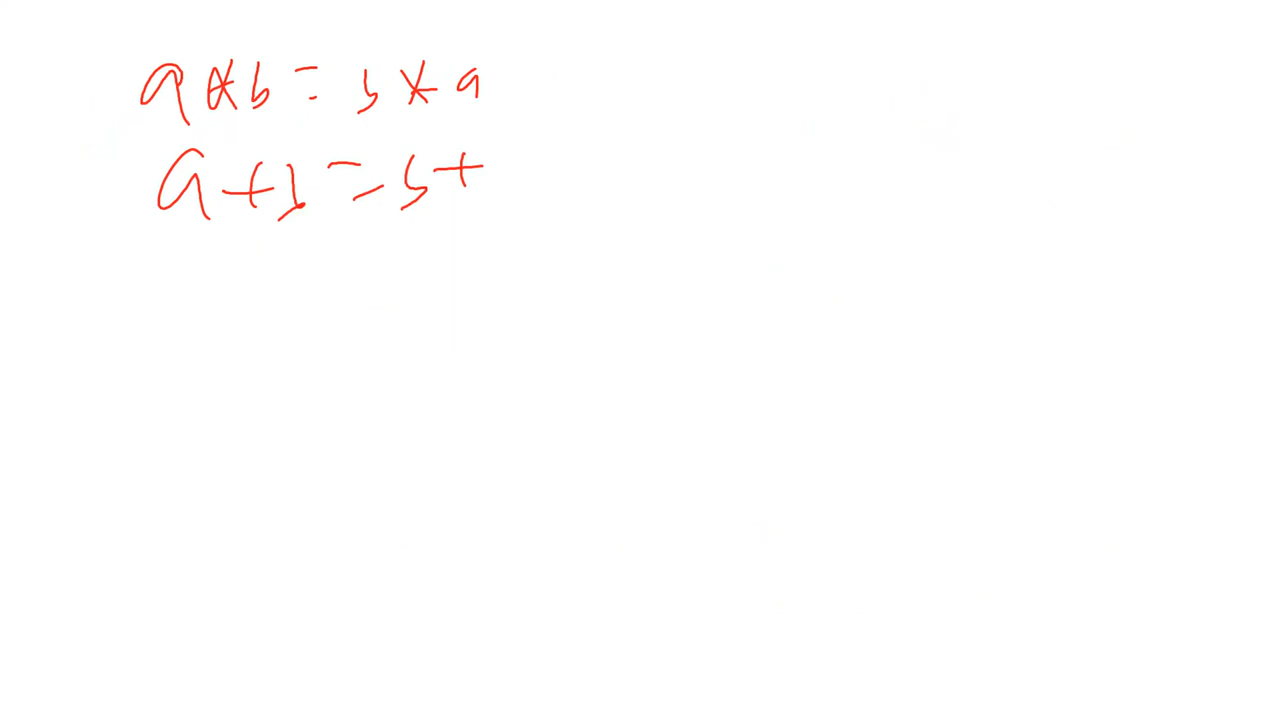 a * b = b * a
a + b = b +